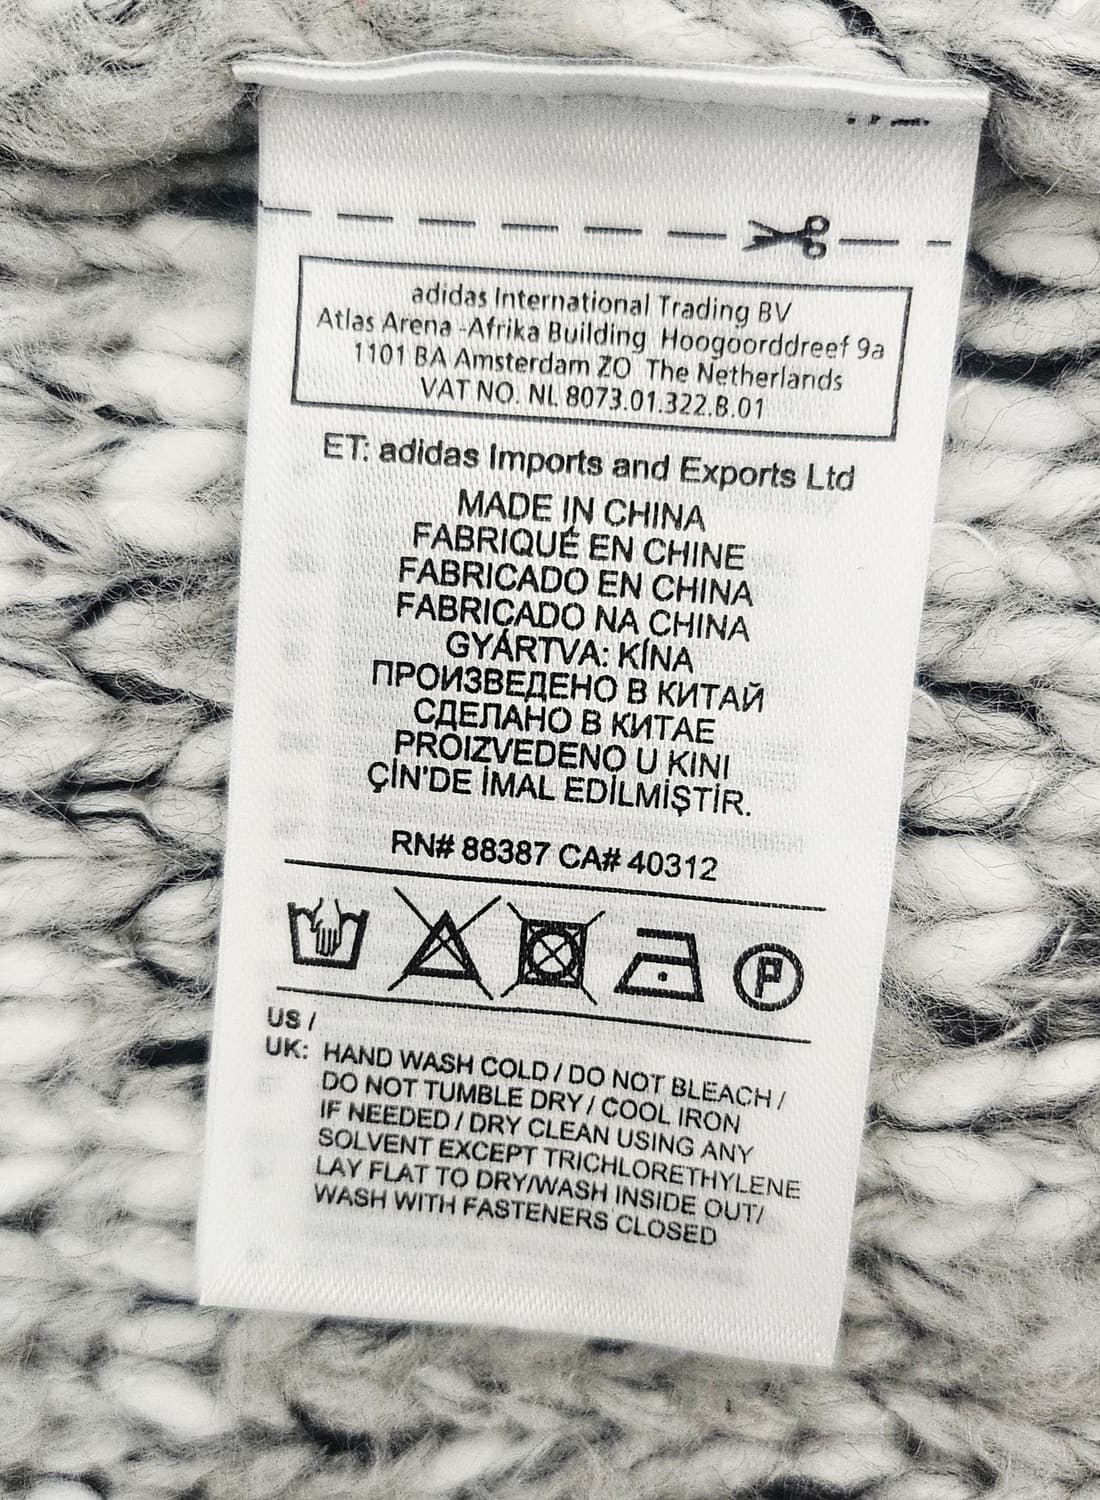 adidas International Trading BV
Atlas Arena -Afrika Building Hoogoorddreef 9a
1101 BA Amsterdam ZO The Netherlands
VAT NO. NL 8073.01.322.B.01
ET: adidas Imports and Exports Ltd
MADE IN CHINA
FABRIQUÉ EN CHINE
FABRICADO EN CHINA
FABRICADO NA CHINA
GYÁRTVA: KÍNA
ПРОИЗВЕДЕНО В КИТАЙ
СДЕЛАНО В КИТАЕ
PROIZVEDENO U KINI
ÇİN'DE İMAL EDİLMİŞTİR.
RN# 88387 CA# 40312
P
US /
UK: HAND WASH COLD / DO NOT BLEACH /
DO NOT TUMBLE DRY / COOL IRON
IF NEEDED / DRY CLEAN USING ANY
SOLVENT EXCEPT TRICHLORETHYLENE
LAY FLAT TO DRY/WASH INSIDE OUT/
WASH WITH FASTENERS CLOSED